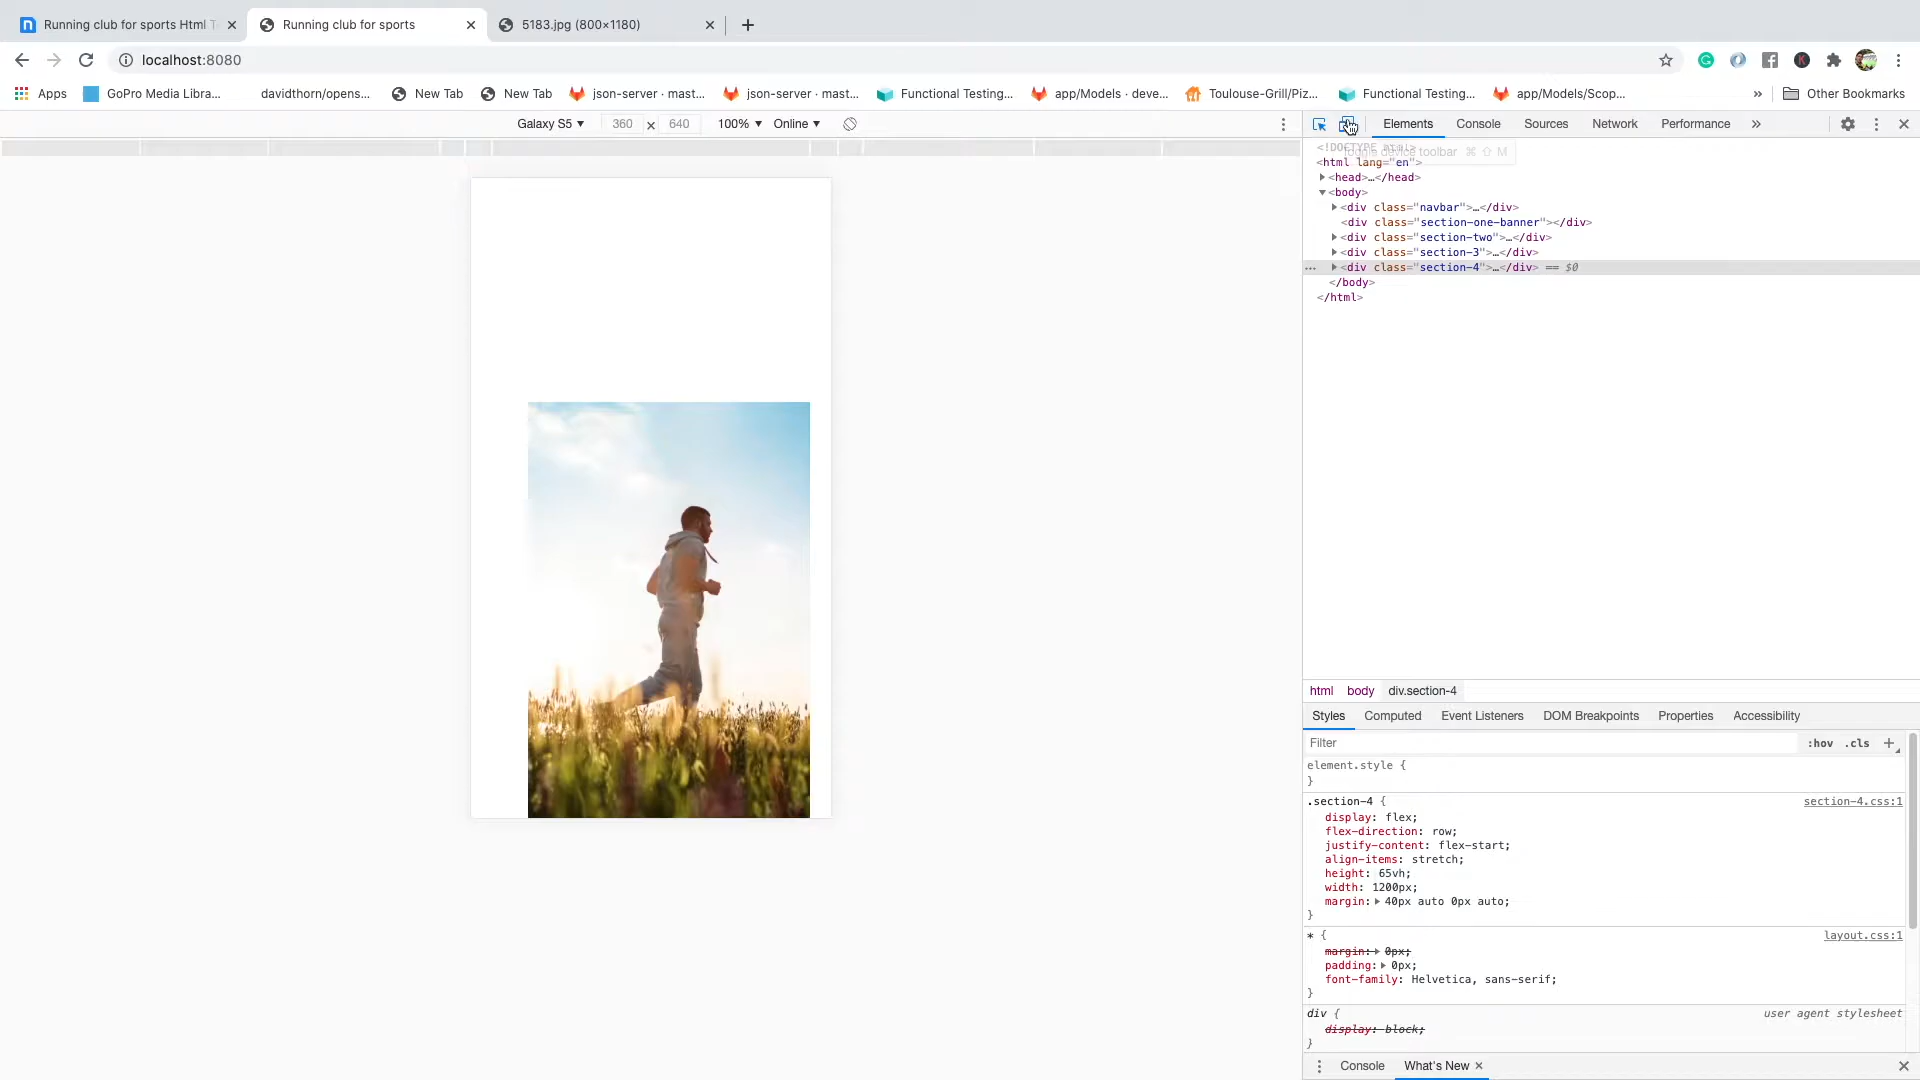 Running club for sports Html T
Running club for sports
5183.jpg (800×1180)
localhost:8080
Apps
GoPro Media Libra...
davidthorn/opens...
New Tab
New Tab
json-server · mast...
json-server · mast...
Functional Testing...
app/Models · deve...
Toulouse-Grill/Piz...
Functional Testing...
app/Models/Scop...
»
Other Bookmarks
Galaxy S5 ▼ 360 x 640 100% ▼ Online ▼
Elements Console Sources Network Performance »
Toggle device toolbar ⌘ ⇧ M
<!DOCTYPE html>
<html lang="en">
<head>…</head>
<body>
<div class="navbar">…</div>
<div class="section-one-banner"></div>
<div class="section-two">…</div>
<div class="section-3">…</div>
<div class="section-4">…</div> == $0
</body>
</html>
html body div.section-4
Styles Computed Event Listeners DOM Breakpoints Properties Accessibility
Filter :hov .cls +
element.style {
}
.section-4 { section-4.css:1
display: flex;
flex-direction: row;
justify-content: flex-start;
align-items: stretch;
height: 65vh;
width: 1200px;
margin: 40px auto 0px auto;
}
* { layout.css:1
margin: 0px;
padding: 0px;
font-family: Helvetica, sans-serif;
}
div { user agent stylesheet
display: block;
}
Console What's New ×